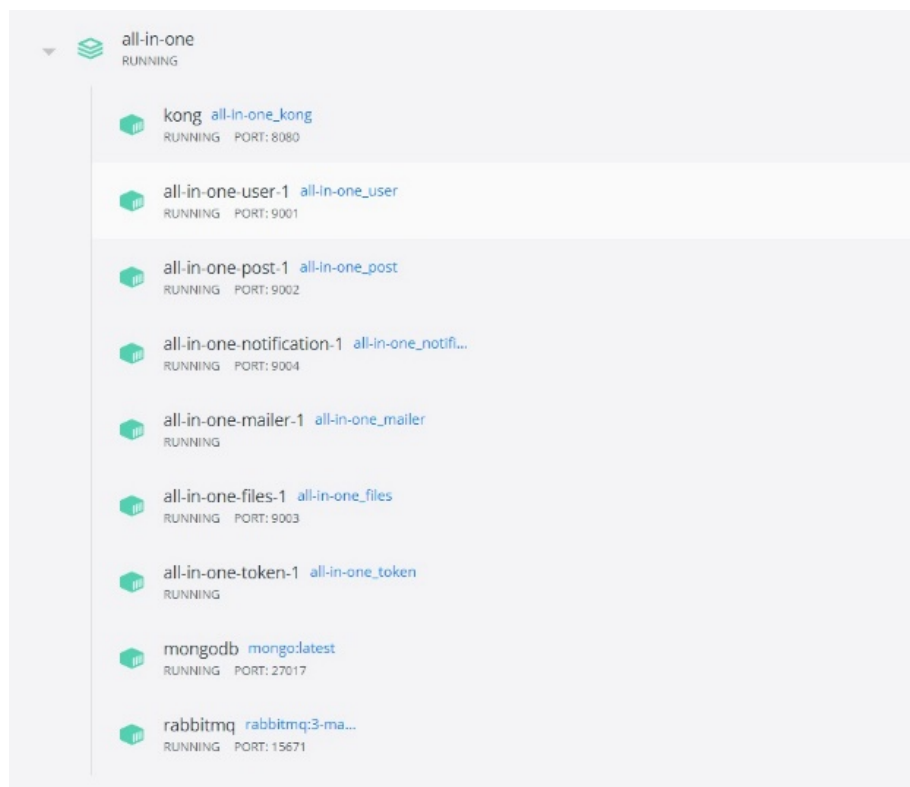 all-in-one
RUNNING
kong all-in-one_kong
RUNNING PORT: 8080
all-in-one-user-1 all-in-one_user
RUNNING PORT: 9001
all-in-one-post-1 all-in-one_post
RUNNING PORT: 9002
all-in-one-notification-1 all-in-one_notifi...
RUNNING PORT: 9004
all-in-one-mailer-1 all-in-one_mailer
RUNNING
all-in-one-files-1 all-in-one_files
RUNNING PORT: 9003
all-in-one-token-1 all-in-one_token
RUNNING
mongodb mongo:latest
RUNNING PORT: 27017
rabbitmq rabbitmq:3-ma...
RUNNING PORT: 15671